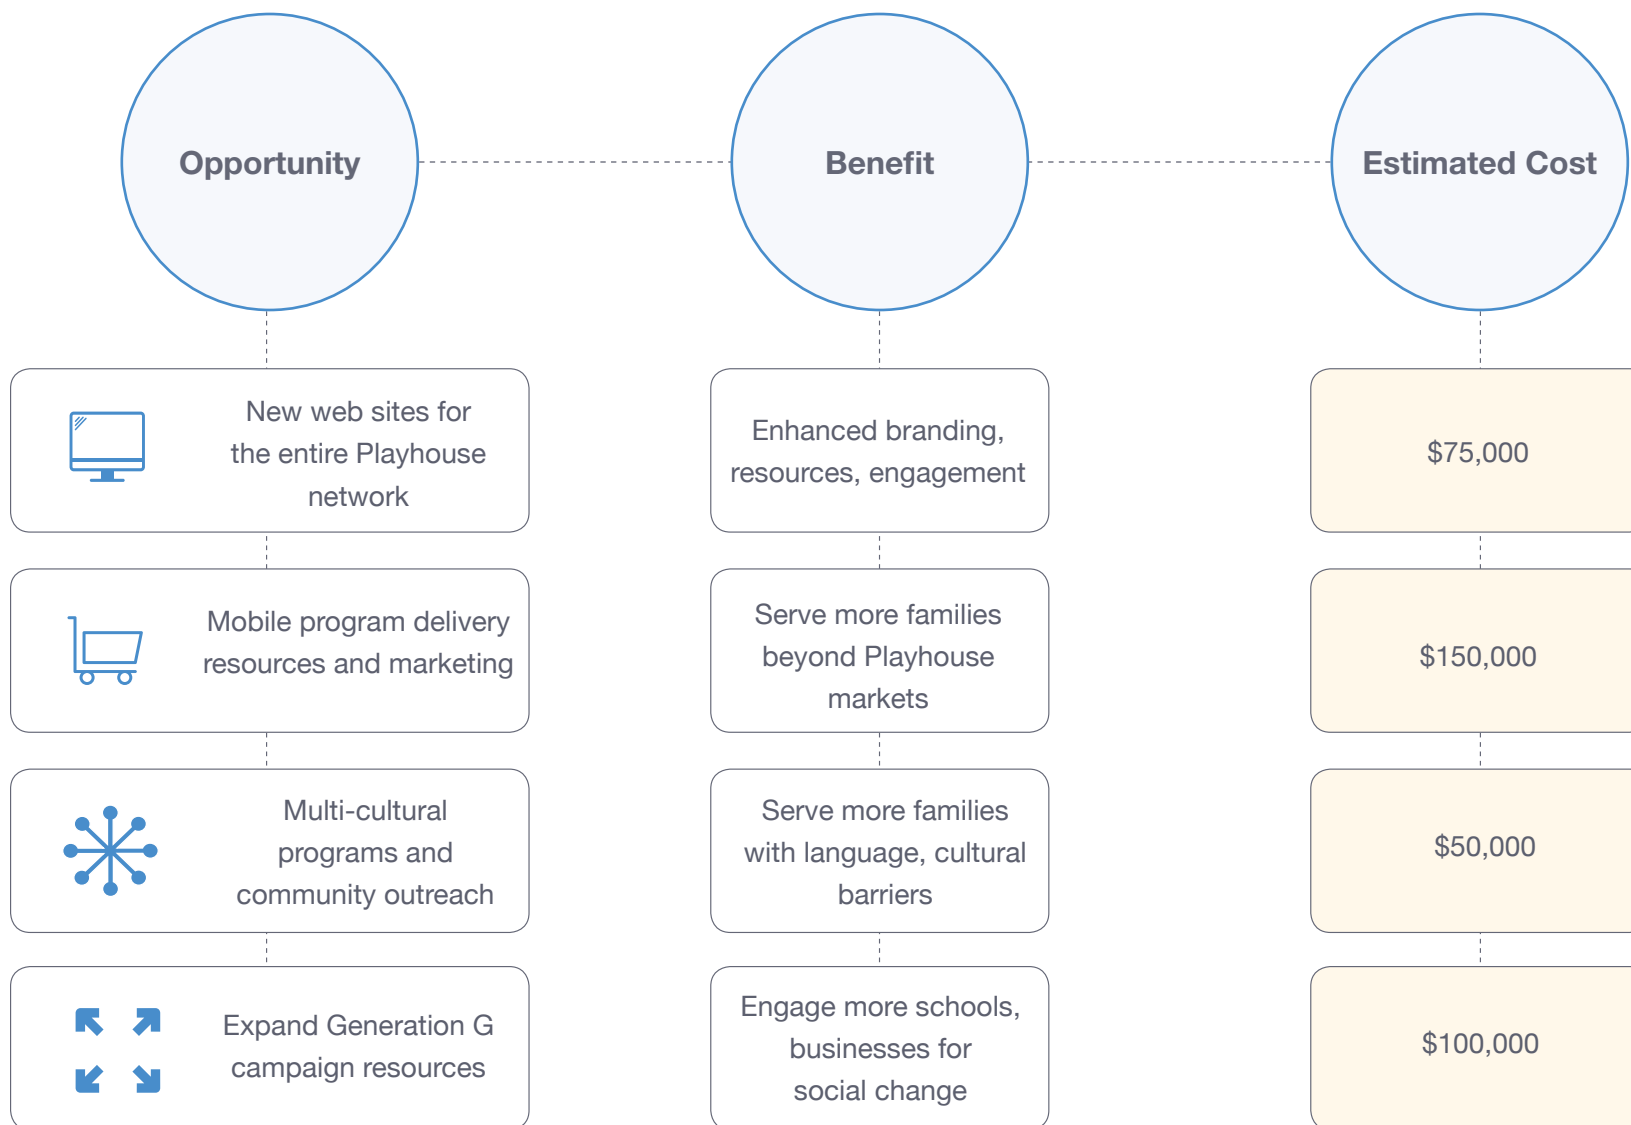 Opportunity
Benefit
Estimated Cost
New web sites for
the entire Playhouse
network
Enhanced branding,
resources, engagement
$75,000
Mobile program delivery
resources and marketing
Serve more families
beyond Playhouse
markets
$150,000
Multi-cultural
programs and
community outreach
Serve more families
with language, cultural
barriers
$50,000
Expand Generation G
campaign resources
Engage more schools,
businesses for
social change
$100,000